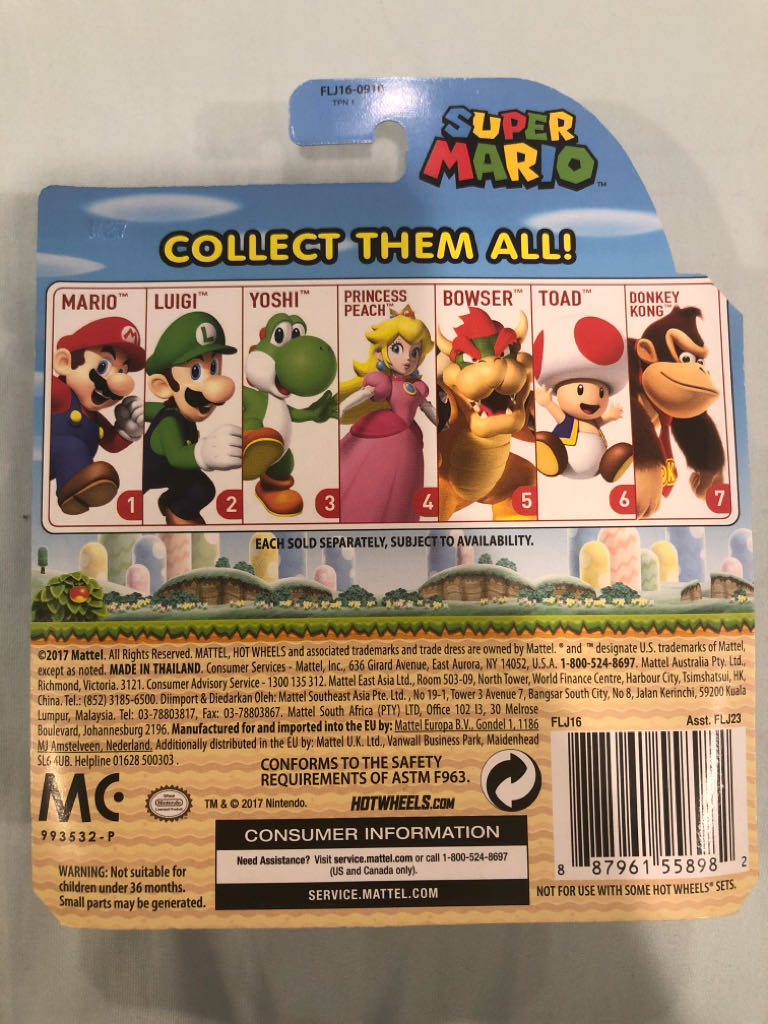 FLJ16-0910
TPN 1
SUPER
MARIO™
COLLECT THEM ALL!
MARIO™
LUIGI™
YOSHI™
PRINCESS
PEACH™
BOWSER™
TOAD™
DONKEY
KONG™
1
2
3
4
5
6
7
EACH SOLD SEPARATELY, SUBJECT TO AVAILABILITY.
©2017 Mattel. All Rights Reserved. MATTEL, HOT WHEELS and associated trademarks and trade dress are owned by Mattel. ® and ™ designate U.S. trademarks of Mattel,
except as noted. MADE IN THAILAND. Consumer Services - Mattel, Inc., 636 Girard Avenue, East Aurora, NY 14052, U.S.A. 1-800-524-8697. Mattel Australia Pty. Ltd.,
Richmond, Victoria. 3121. Consumer Advisory Service - 1300 135 312. Mattel East Asia Ltd., Room 503-09, North Tower, World Finance Centre, Harbour City, Tsimshatsui, HK,
China. Tel.: (852) 3185-6500. Diimport & Diedarkan Oleh: Mattel Southeast Asia Pte. Ltd., No 19-1, Tower 3 Avenue 7, Bangsar South City, No 8, Jalan Kerinchi, 59200 Kuala
Lumpur, Malaysia. Tel: 03-78803817, Fax: 03-78803867. Mattel South Africa (PTY) LTD, Office 102 I3, 30 Melrose
Boulevard, Johannesburg 2196. Manufactured for and imported into the EU by: Mattel Europa B.V., Gondel 1, 1186
MJ Amstelveen, Nederland. Additionally distributed in the EU by: Mattel U.K. Ltd., Vanwall Business Park, Maidenhead
SL6 4UB. Helpline 01628 500303.
FLJ16
Asst. FLJ23
CONFORMS TO THE SAFETY
REQUIREMENTS OF ASTM F963.
MC
993532-P
Nintendo
TM & © 2017 Nintendo.
HOTWHEELS.COM
CONSUMER INFORMATION
Need Assistance? Visit service.mattel.com or call 1-800-524-8697
(US and Canada only).
SERVICE.MATTEL.COM
WARNING: Not suitable for
children under 36 months.
Small parts may be generated.
8 87961 55898 2
NOT FOR USE WITH SOME HOT WHEELS® SETS.